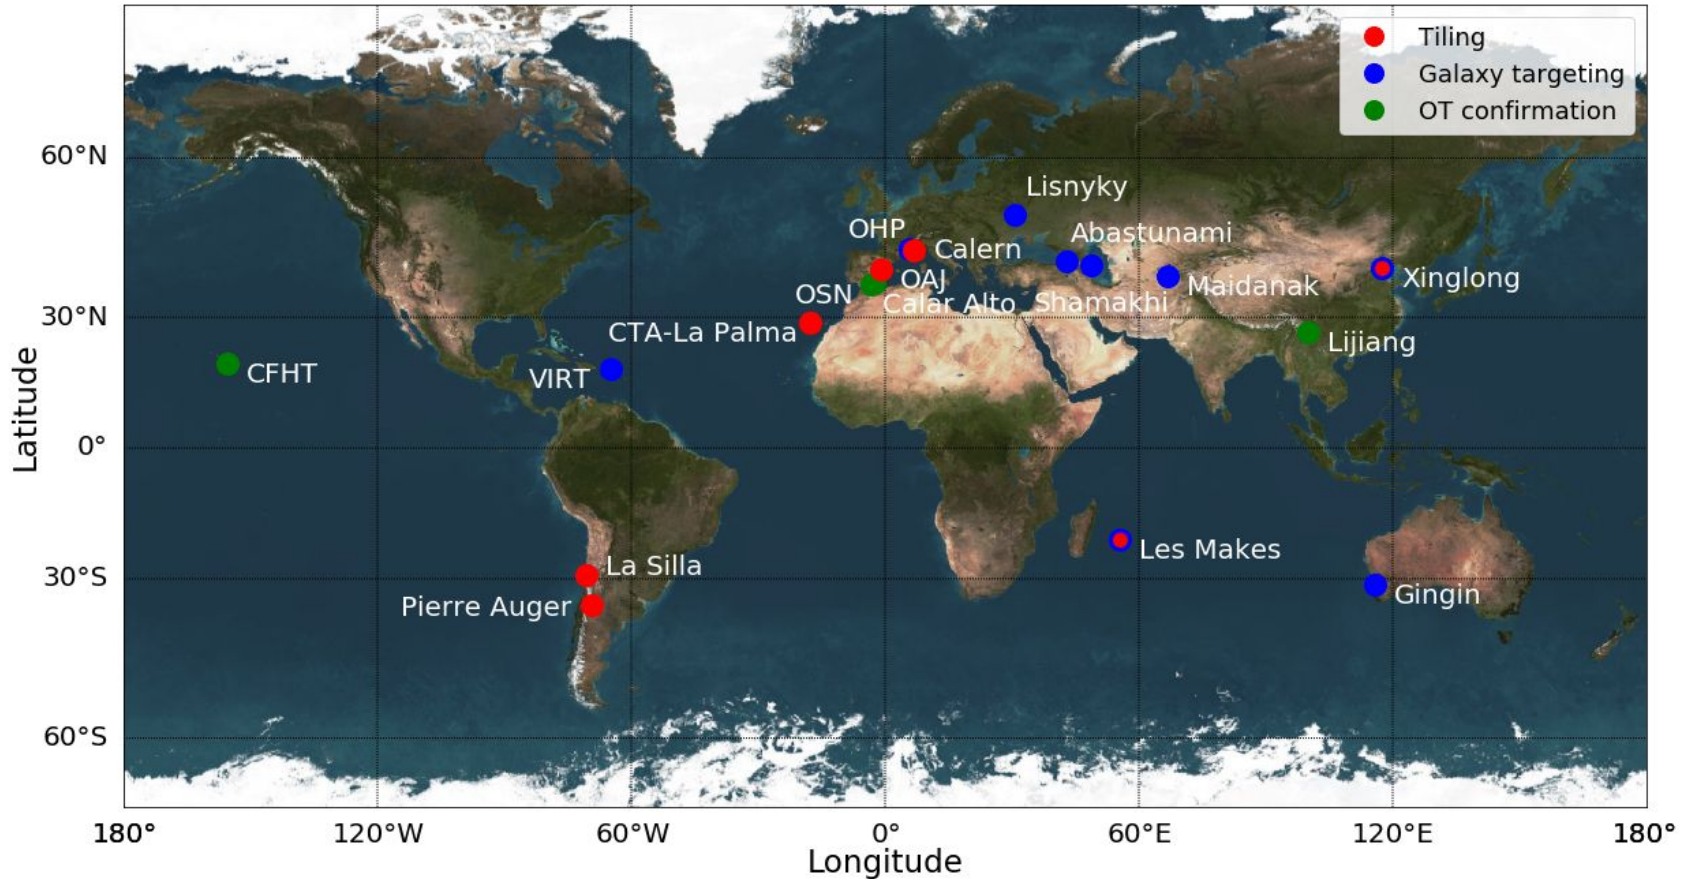 Tiling
Galaxy targeting
OT confirmation
60°N
30°N
0°
30°S
60°S
Latitude
Lisnyky
OHP
Abastunami
Calern
Xinglong
OAJ
Maidanak
OSN
Calar Alto
Shamakhi
CTA-La Palma
Lijiang
CFHT
VIRT
Les Makes
La Silla
Gingin
Pierre Auger
180°
120°W
60°W
0°
60°E
120°E
180°
Longitude